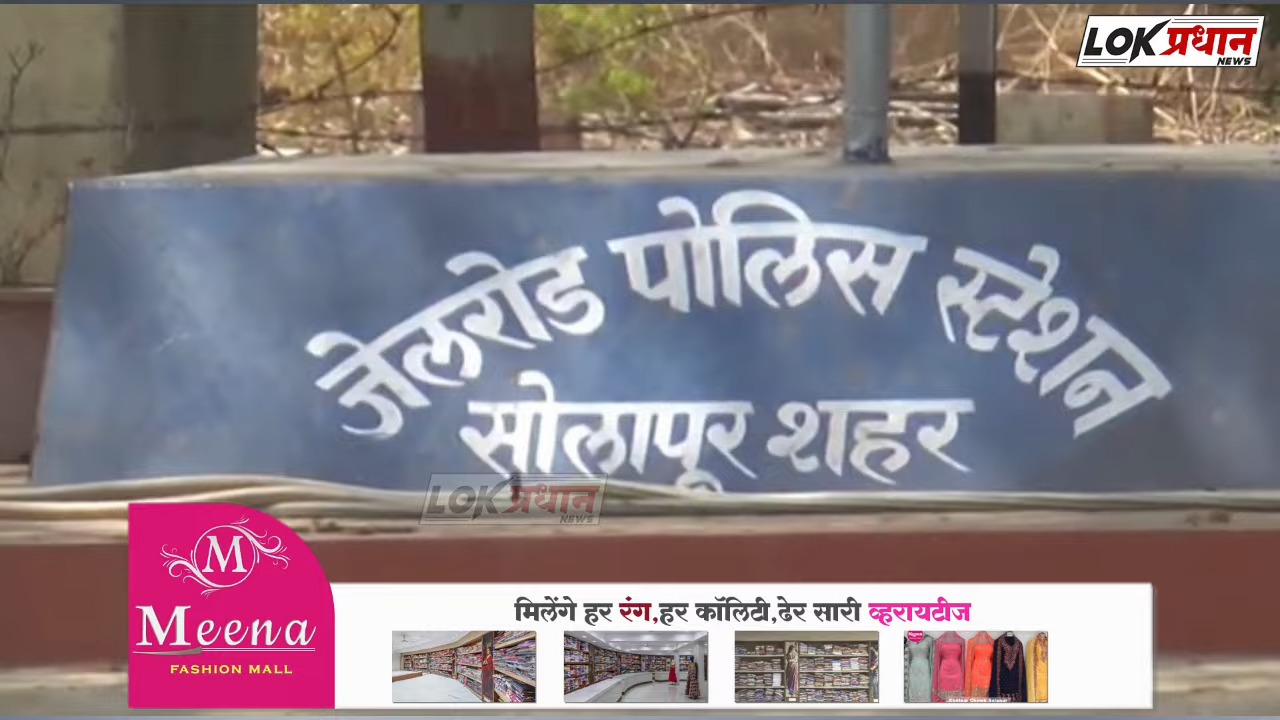 LOK प्रधान
NEWS
जेलरोड पोलिस स्टेशन
सोलापूर शहर
LOK प्रधान
NEWS
M
Meena
FASHION MALL
मिलेंगे हर रंग,हर कॉलिटी,ढेर सारी व्हरायटीज